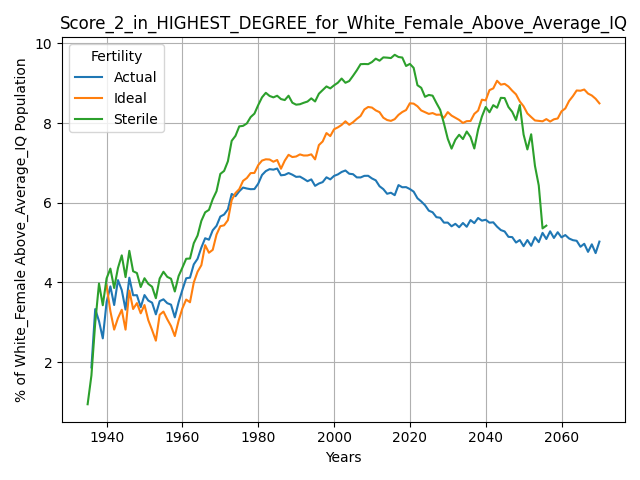 Score_2_in_HIGHEST_DEGREE_for_White_Female_Above_Average_IQ
% of White_Female Above_Average_IQ Population
10
8
6
4
2
Fertility
Actual
Ideal
Sterile
1940 1960 1980 2000 2020 2040 2060
Years